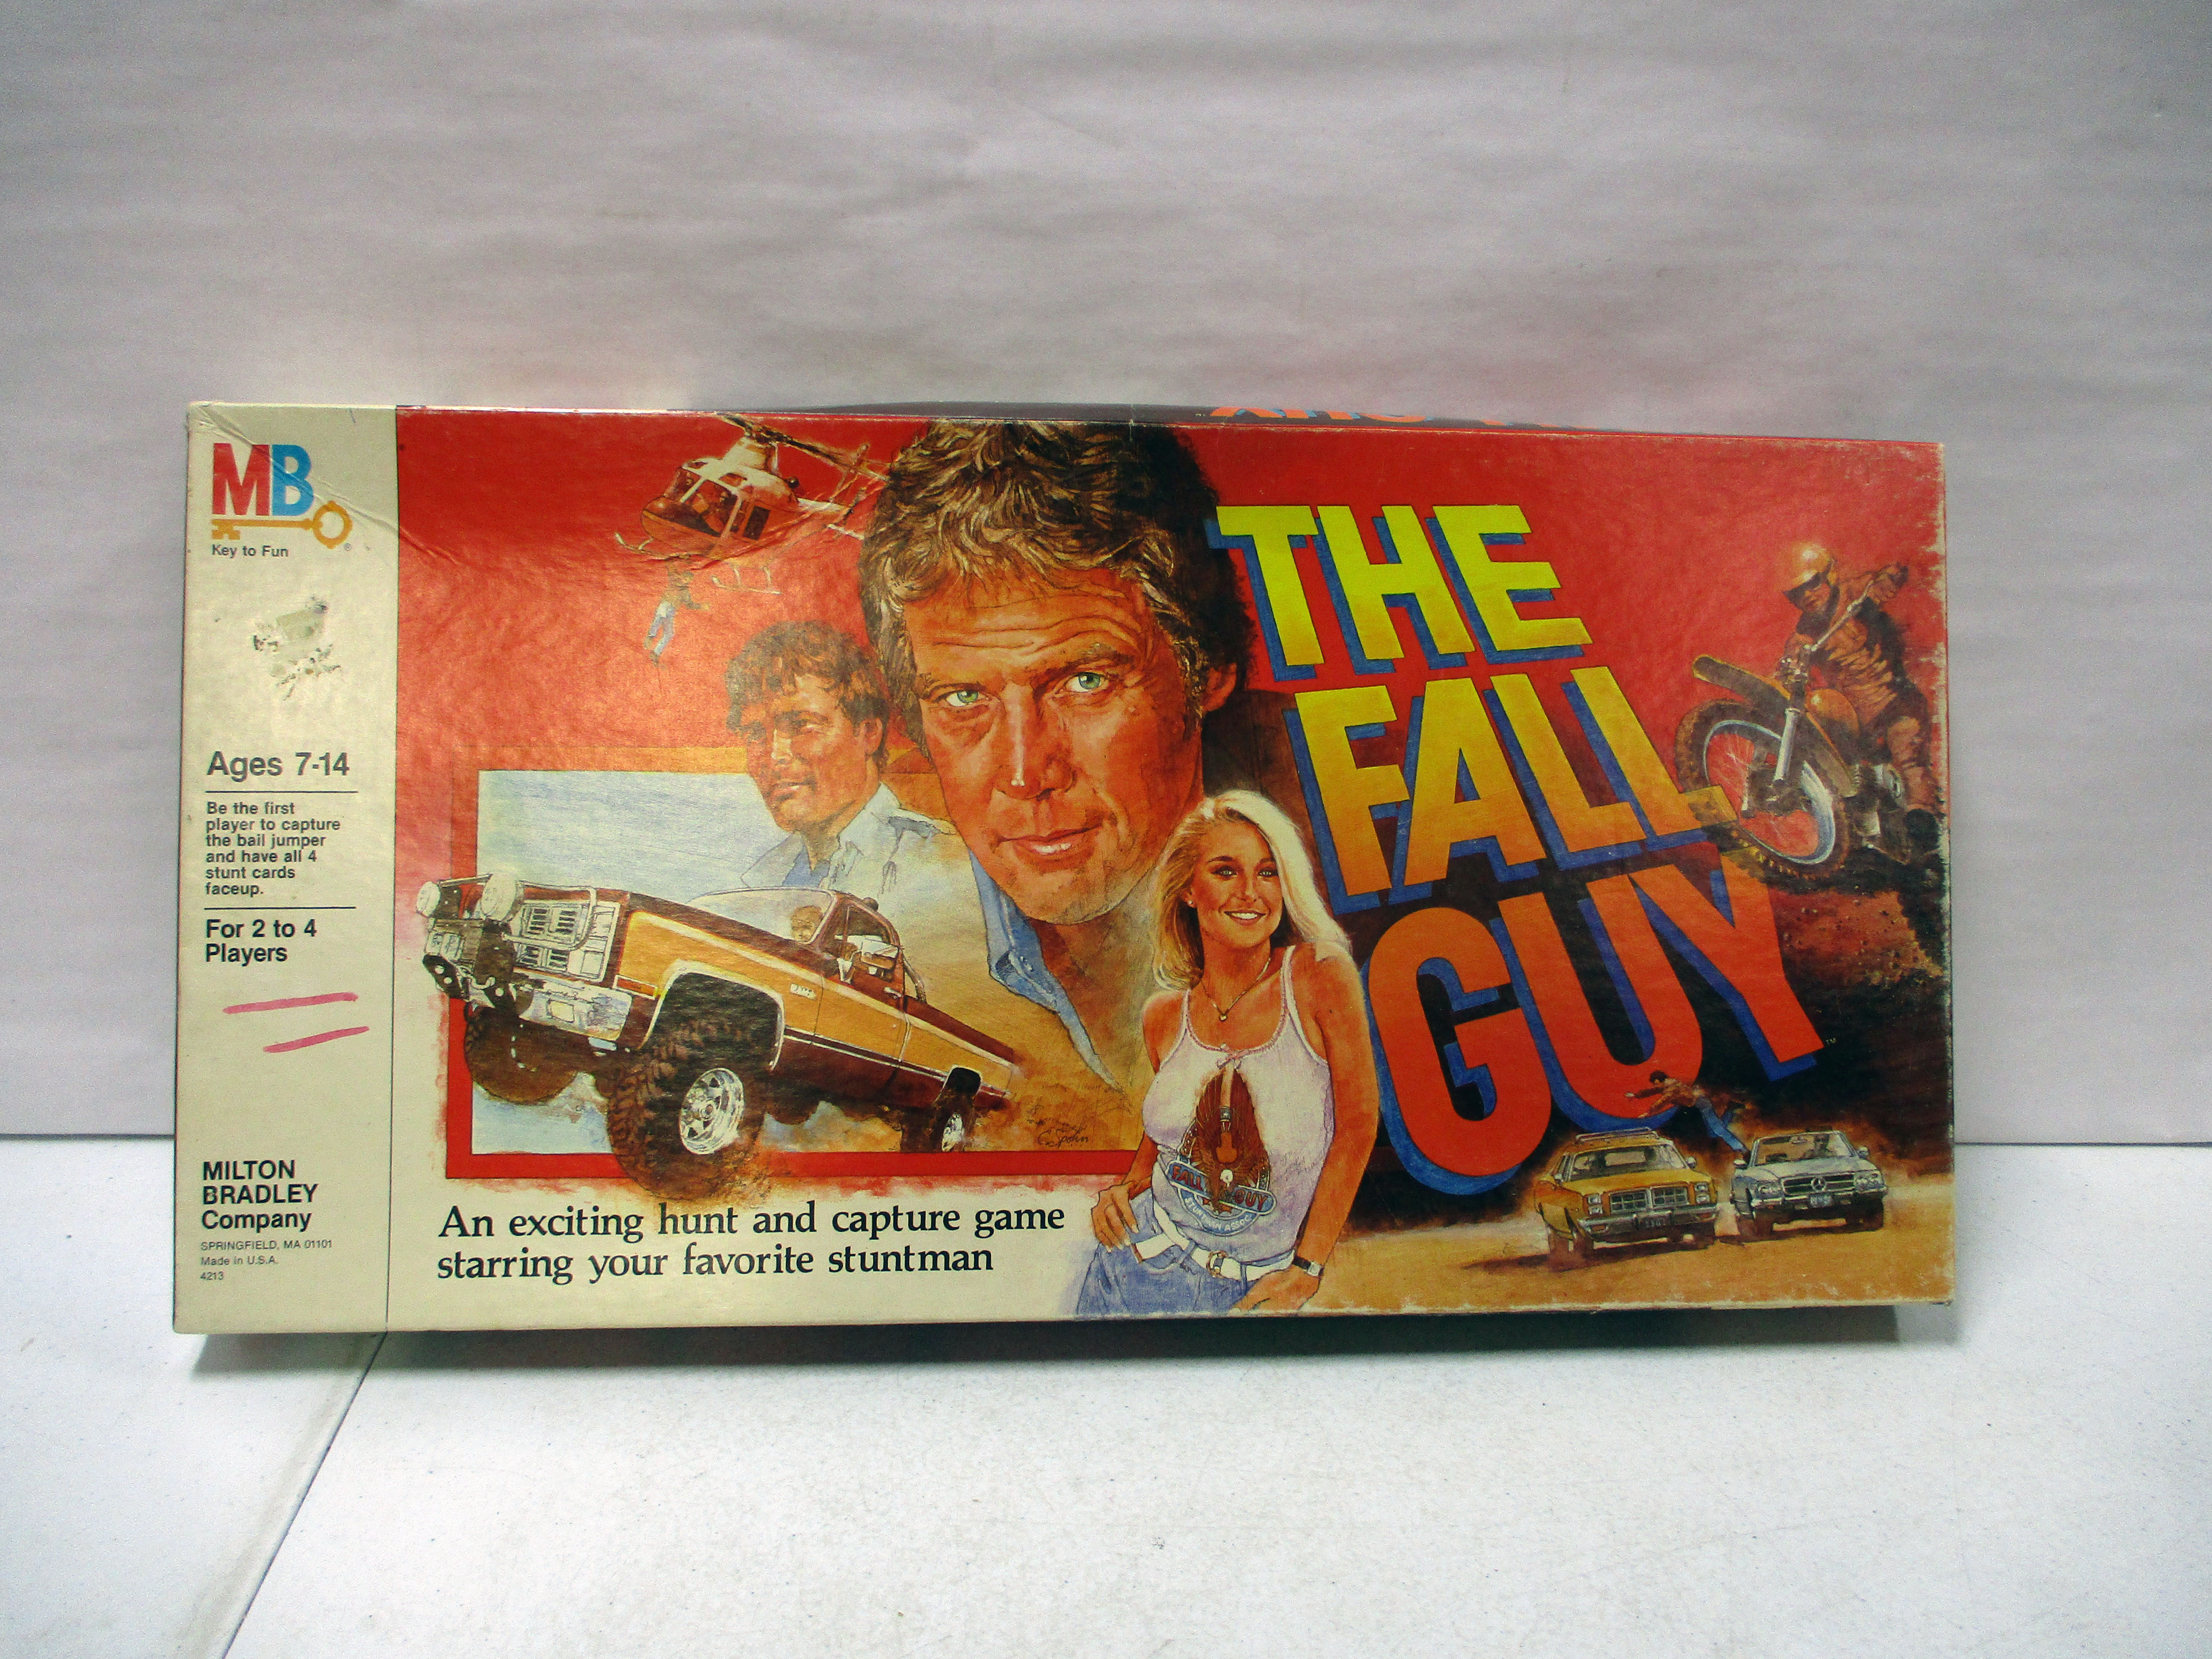 MB
Key to Fun
®
Ages 7-14
Be the first
player to capture
the bail jumper
and have all 4
stunt cards
faceup.
For 2 to 4
Players
MILTON
BRADLEY
Company
SPRINGFIELD, MA 01101
Made in U.S.A.
4213
THE
FALL
GUY
TM
FALL GUY
An exciting hunt and capture game
starring your favorite stuntman